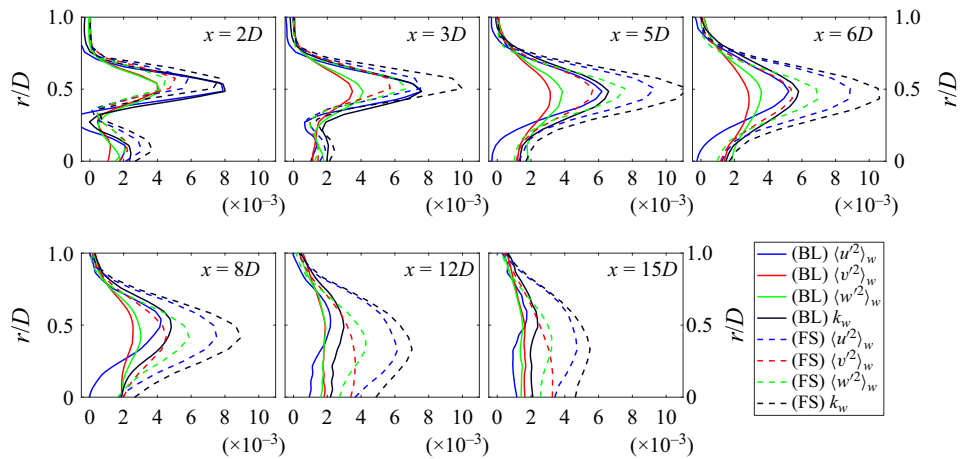 1.0 x = 2D x = 3D x = 5D x = 6D 1.0
r/D 0.5 0.5 r/D
0 0
0 2 4 6 8 10 0 2 4 6 8 10 0 2 4 6 8 10 0 2 4 6 8 10
(×10⁻³) (×10⁻³) (×10⁻³) (×10⁻³)
1.0 x = 8D x = 12D x = 15D 1.0
r/D 0.5 0.5 r/D
0 0
0 2 4 6 8 10 0 2 4 6 8 10 0 2 4 6 8 10
(×10⁻³) (×10⁻³) (×10⁻³)
(BL) ⟨u′²⟩w
(BL) ⟨v′²⟩w
(BL) ⟨w′²⟩w
(BL) kw
(FS) ⟨u′²⟩w
(FS) ⟨v′²⟩w
(FS) ⟨w′²⟩w
(FS) kw